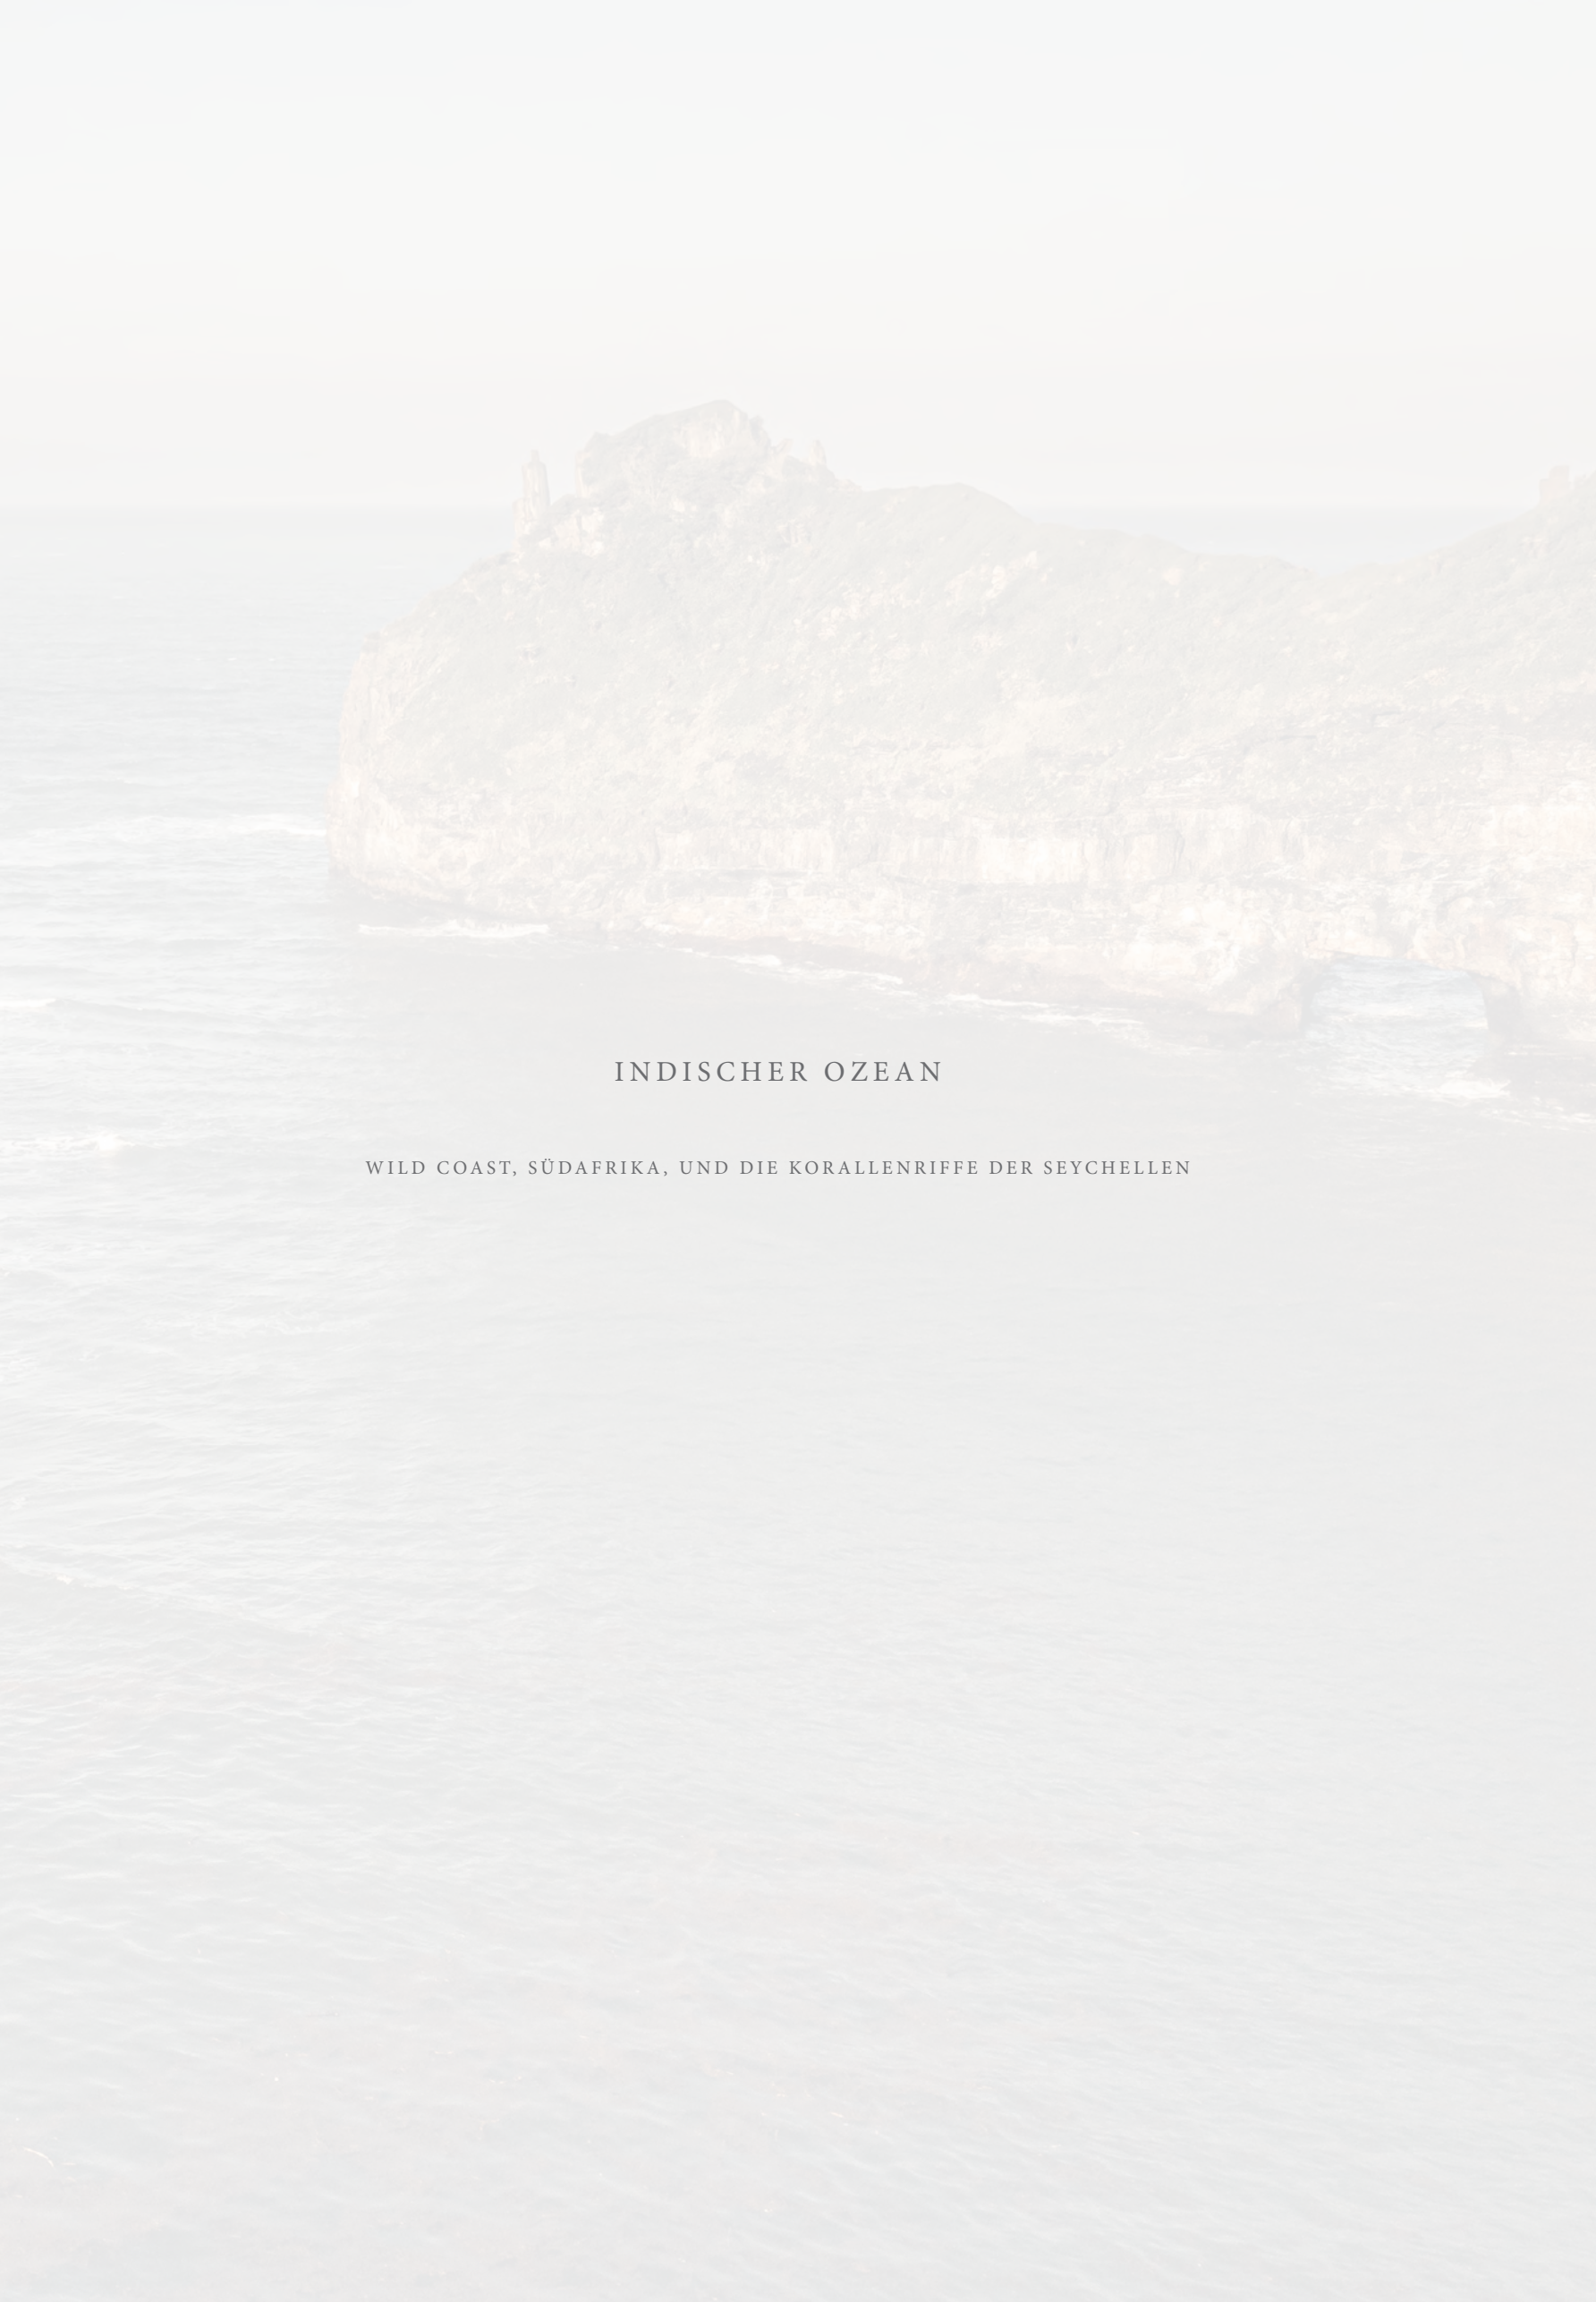 INDISCHER OZEAN
WILD COAST, SÜDAFRIKA, UND DIE KORALLENRIFFE DER SEYCHELLEN